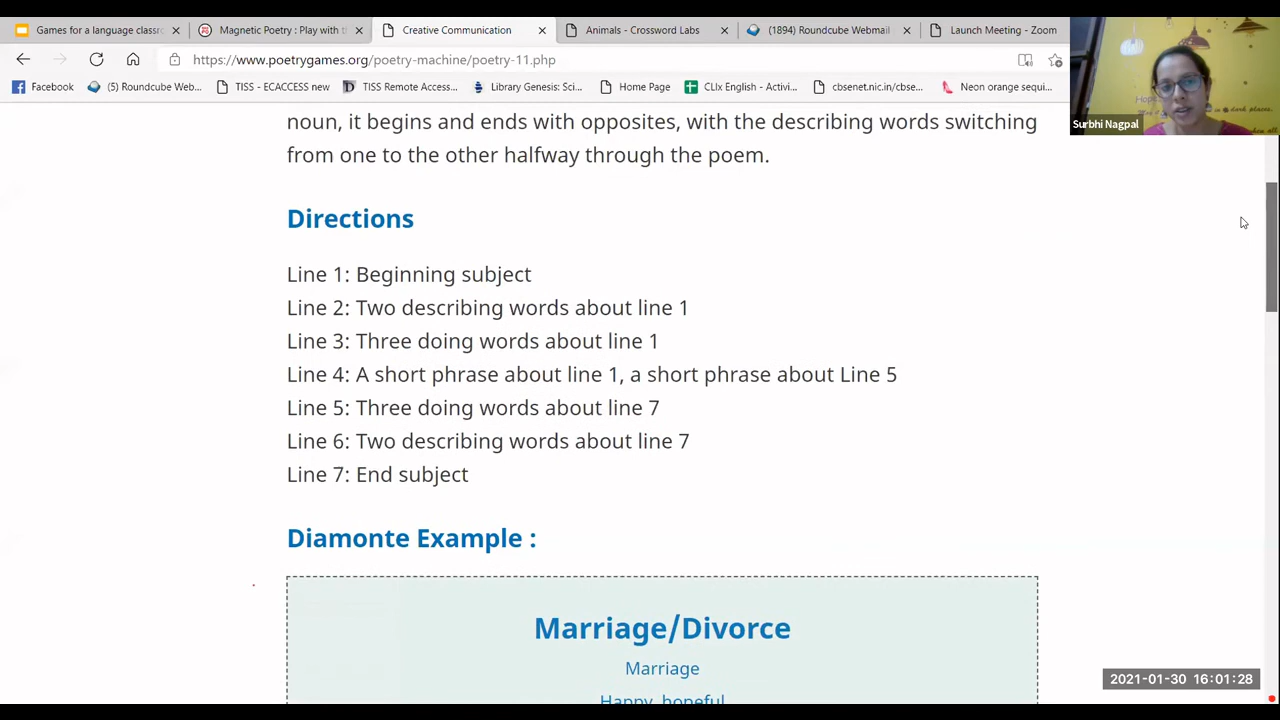 Games for a language classr
Magnetic Poetry : Play with t
Creative Communication
Animals - Crossword Labs
(1894) Roundcube Webmail
Launch Meeting - Zoom
https://www.poetrygames.org/poetry-machine/poetry-11.php
Facebook
(5) Roundcube Web...
TISS - ECACCESS new
TISS Remote Access...
Library Genesis: Sci...
Home Page
CLIx English - Activi...
cbsenet.nic.in/cbse...
Neon orange sequi...
Surbhi Nagpal
noun, it begins and ends with opposites, with the describing words switching
from one to the other halfway through the poem.
Directions
Line 1: Beginning subject
Line 2: Two describing words about line 1
Line 3: Three doing words about line 1
Line 4: A short phrase about line 1, a short phrase about Line 5
Line 5: Three doing words about line 7
Line 6: Two describing words about line 7
Line 7: End subject
Diamonte Example :
Marriage/Divorce
Marriage
Happy, hopeful
2021-01-30 16:01:28